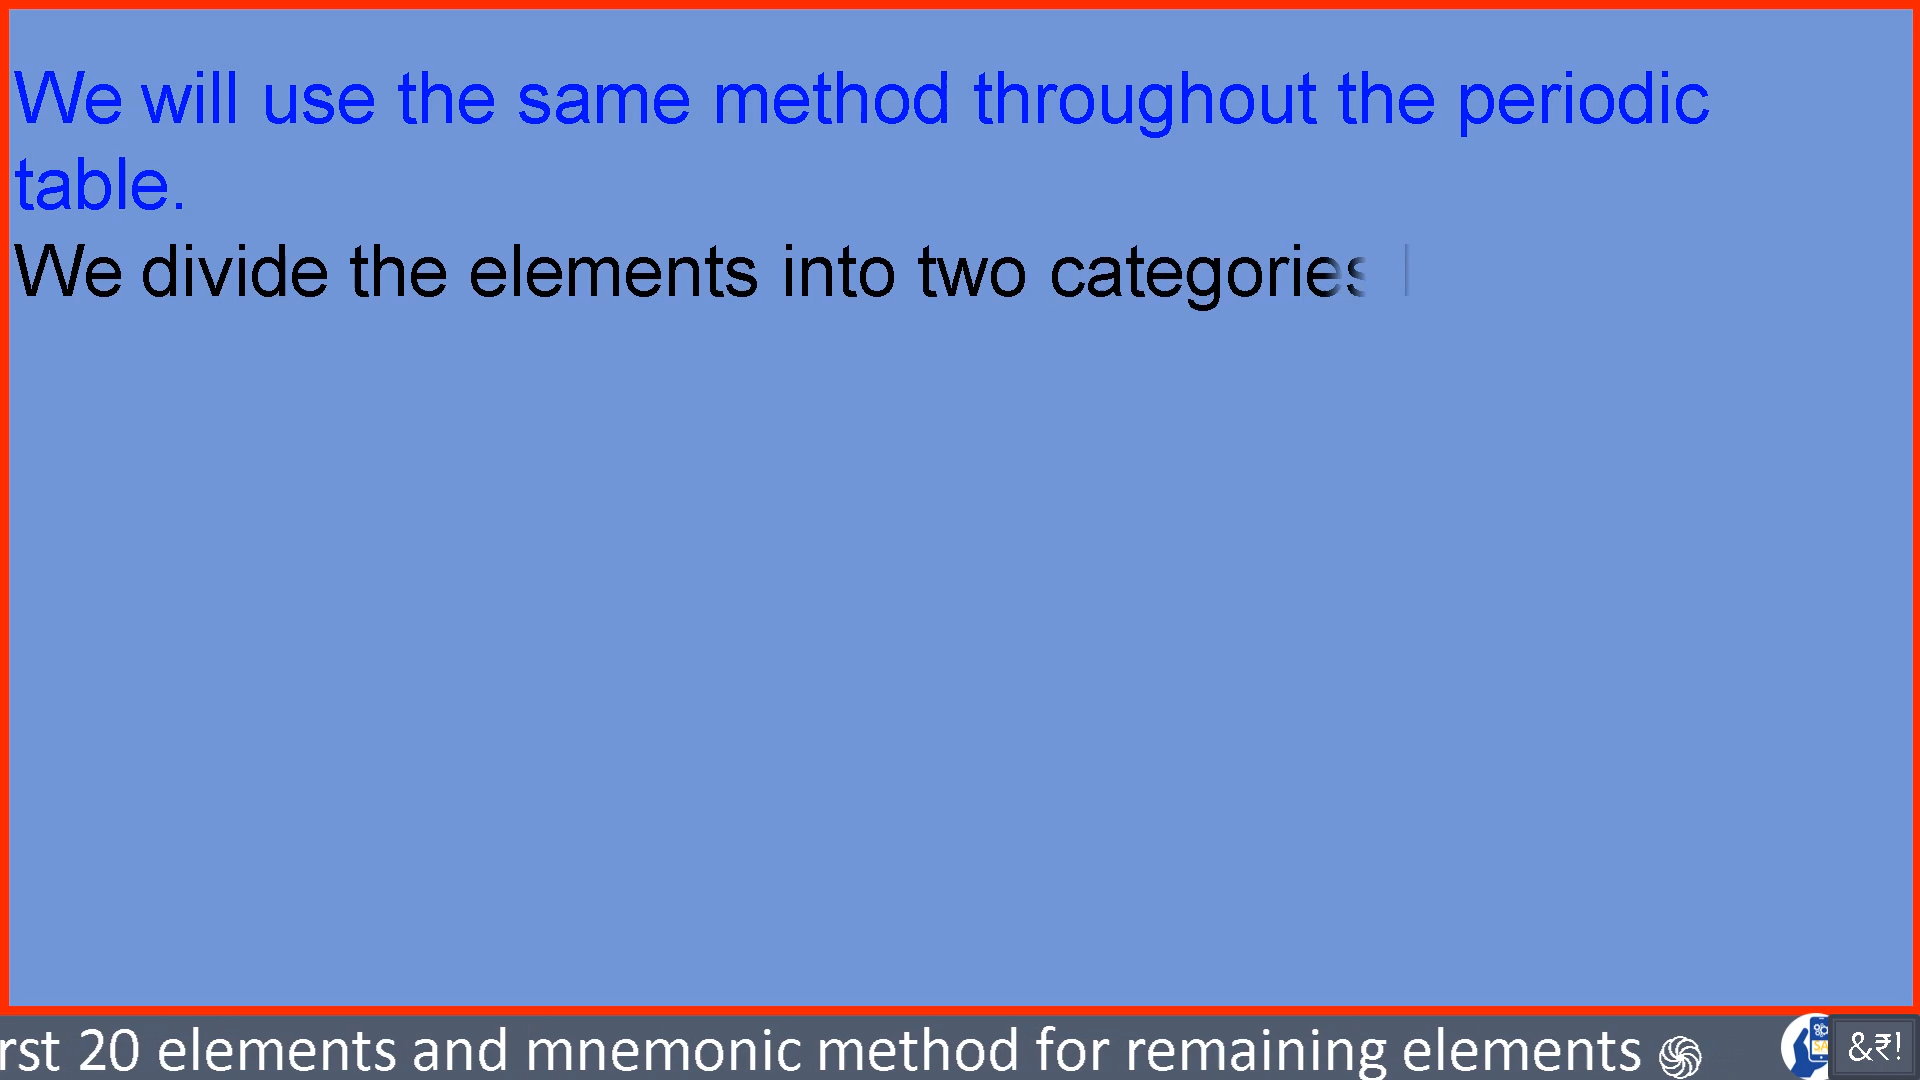 We will use the same method throughout the periodic
table.
We divide the elements into two categories
rst 20 elements and mnemonic method for remaining elements
&₹!